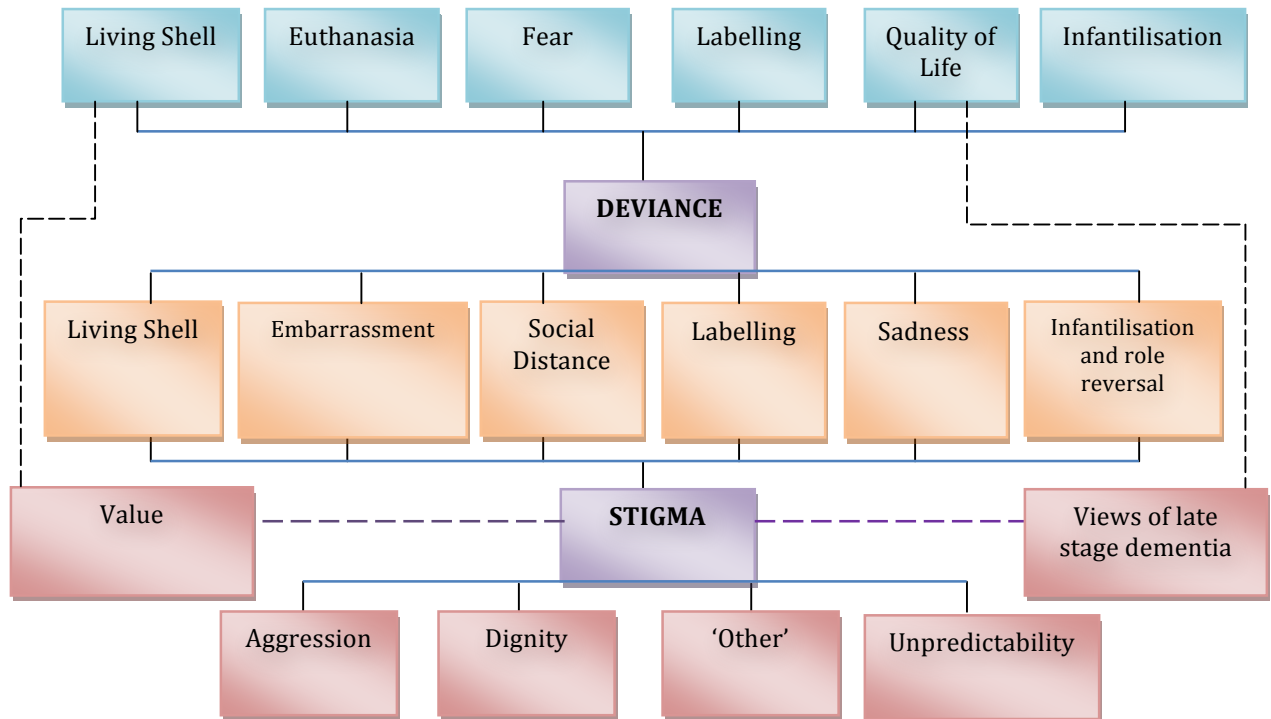 Living Shell
Euthanasia
Fear
Labelling
Quality of
Life
Infantilisation
DEVIANCE
Living Shell
Embarrassment
Social
Distance
Labelling
Sadness
Infantilisation
and role
reversal
Value
STIGMA
Views of late
stage dementia
Aggression
Dignity
‘Other’
Unpredictability